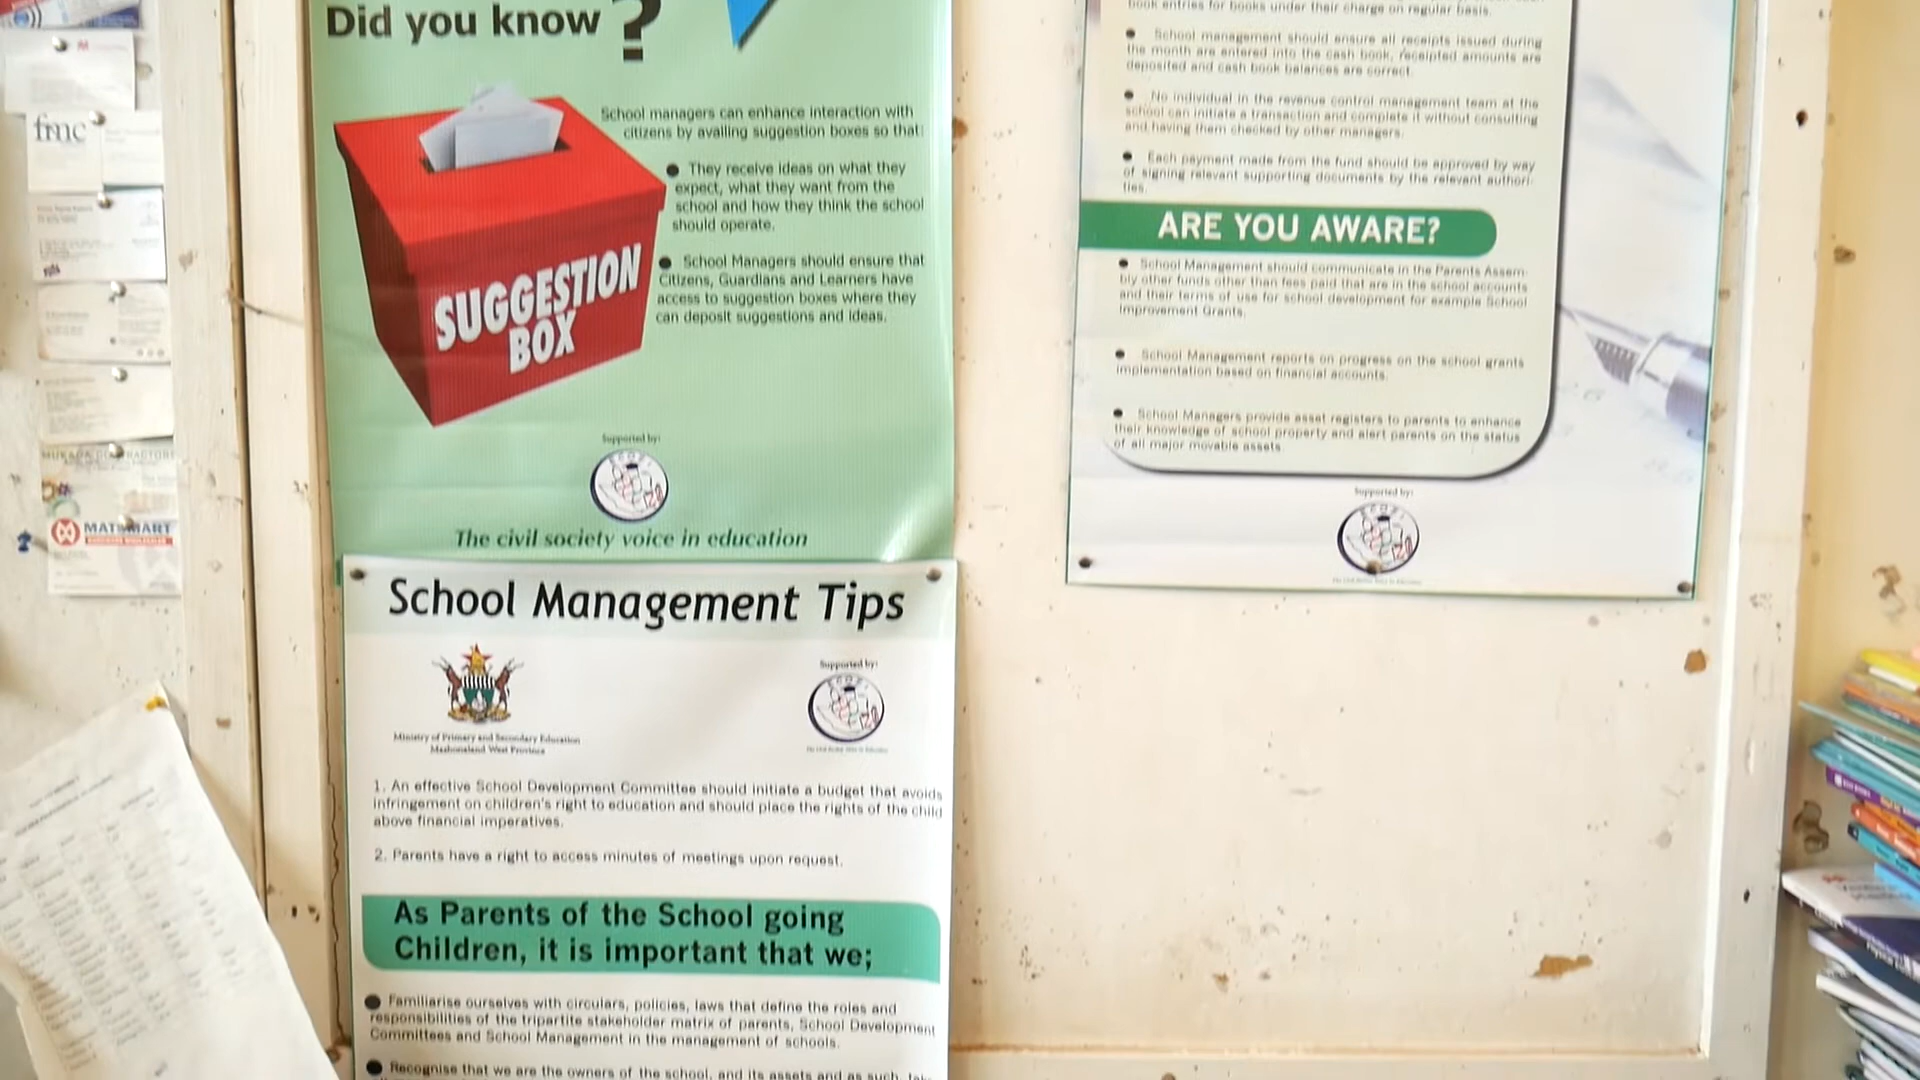 Did you know ?
School managers can enhance interaction with
citizens by availing suggestion boxes so that:
● They receive ideas on what they
expect, what they want from the
school and how they think the school
should operate.
● School Managers should ensure that
Citizens, Guardians and Learners have
access to suggestion boxes where they
can deposit suggestions and ideas.
SUGGESTION
BOX
Supported by:
The civil society voice in education
School Management Tips
Supported by:
Ministry of Primary and Secondary Education
Mashonaland West Province
1. An effective School Development Committee should initiate a budget that avoids
infringement on children's right to education and should place the rights of the child
above financial imperatives.
2. Parents have a right to access minutes of meetings upon request.
As Parents of the School going
Children, it is important that we;
● Familiarise ourselves with circulars, policies, laws that define the roles and
responsibilities of the tripartite stakeholder matrix of parents, School Development
Committees and School Management in the management of schools.
● Recognise that we are the owners of the school, and its assets and as such, take
book entries for books under their charge on regular basis.
● School management should ensure all receipts issued during
the month are entered into the cash book, receipted amounts are
deposited and cash book balances are correct.
● No individual in the revenue control management team at the
school can initiate a transaction and complete it without consulting
and having them checked by other managers.
● Each payment made from the fund should be approved by way
of signing relevant supporting documents by the relevant authori-
ties.
ARE YOU AWARE?
● School Management should communicate in the Parents Assem-
bly other funds other than fees paid that are in the school accounts
and their terms of use for school development for example School
Improvement Grants.
● School Management reports on progress on the school grants
implementation based on financial accounts.
● School Managers provide asset registers to parents to enhance
their knowledge of school property and alert parents on the status
of all major movable assets.
Supported by:
fmc
MUKAPA CONTRACTORS